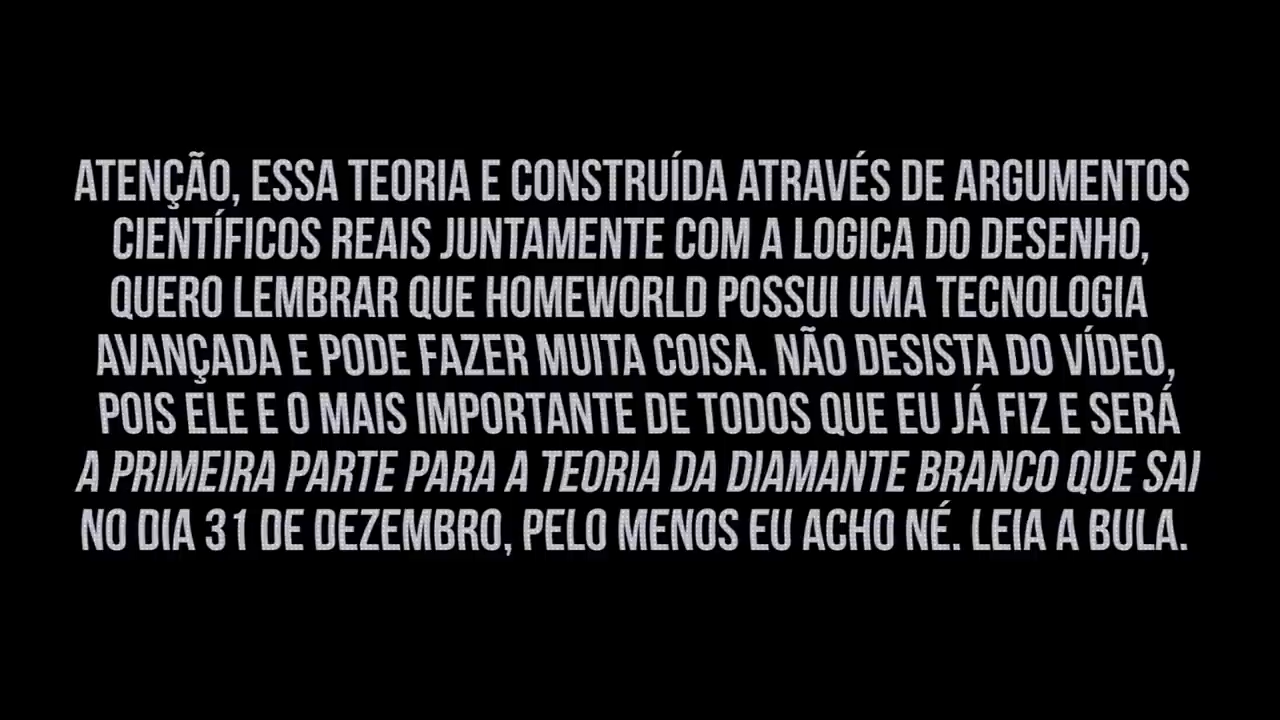 ATENÇÃO, ESSA TEORIA E CONSTRUÍDA ATRAVÉS DE ARGUMENTOS
CIENTÍFICOS REAIS JUNTAMENTE COM A LOGICA DO DESENHO,
QUERO LEMBRAR QUE HOMEWORLD POSSUI UMA TECNOLOGIA
AVANÇADA E PODE FAZER MUITA COISA. NÃO DESISTA DO VÍDEO,
POIS ELE E O MAIS IMPORTANTE DE TODOS QUE EU JÁ FIZ E SERÁ
A PRIMEIRA PARTE PARA A TEORIA DA DIAMANTE BRANCO QUE SAI
NO DIA 31 DE DEZEMBRO, PELO MENOS EU ACHO NÉ. LEIA A BULA.